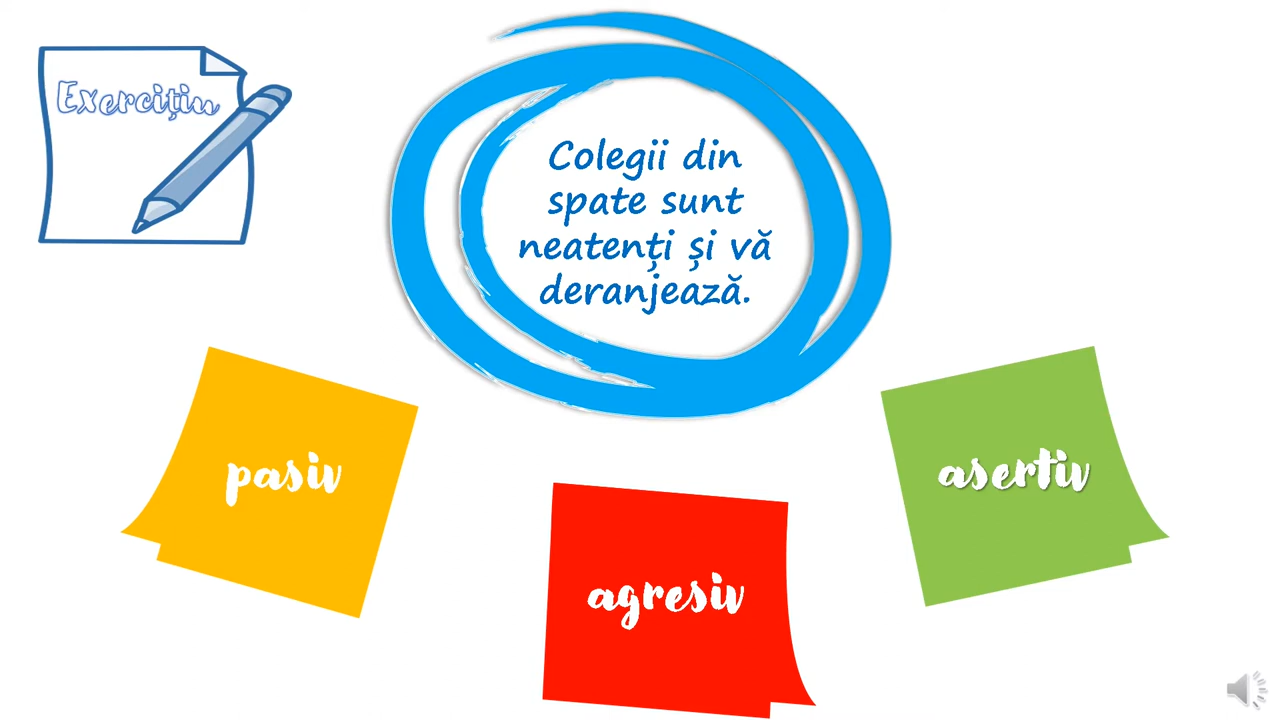 Exercițiu
Colegii din
spate sunt
neatenți și vă
deranjează.
pasiv
agresiv
asertiv